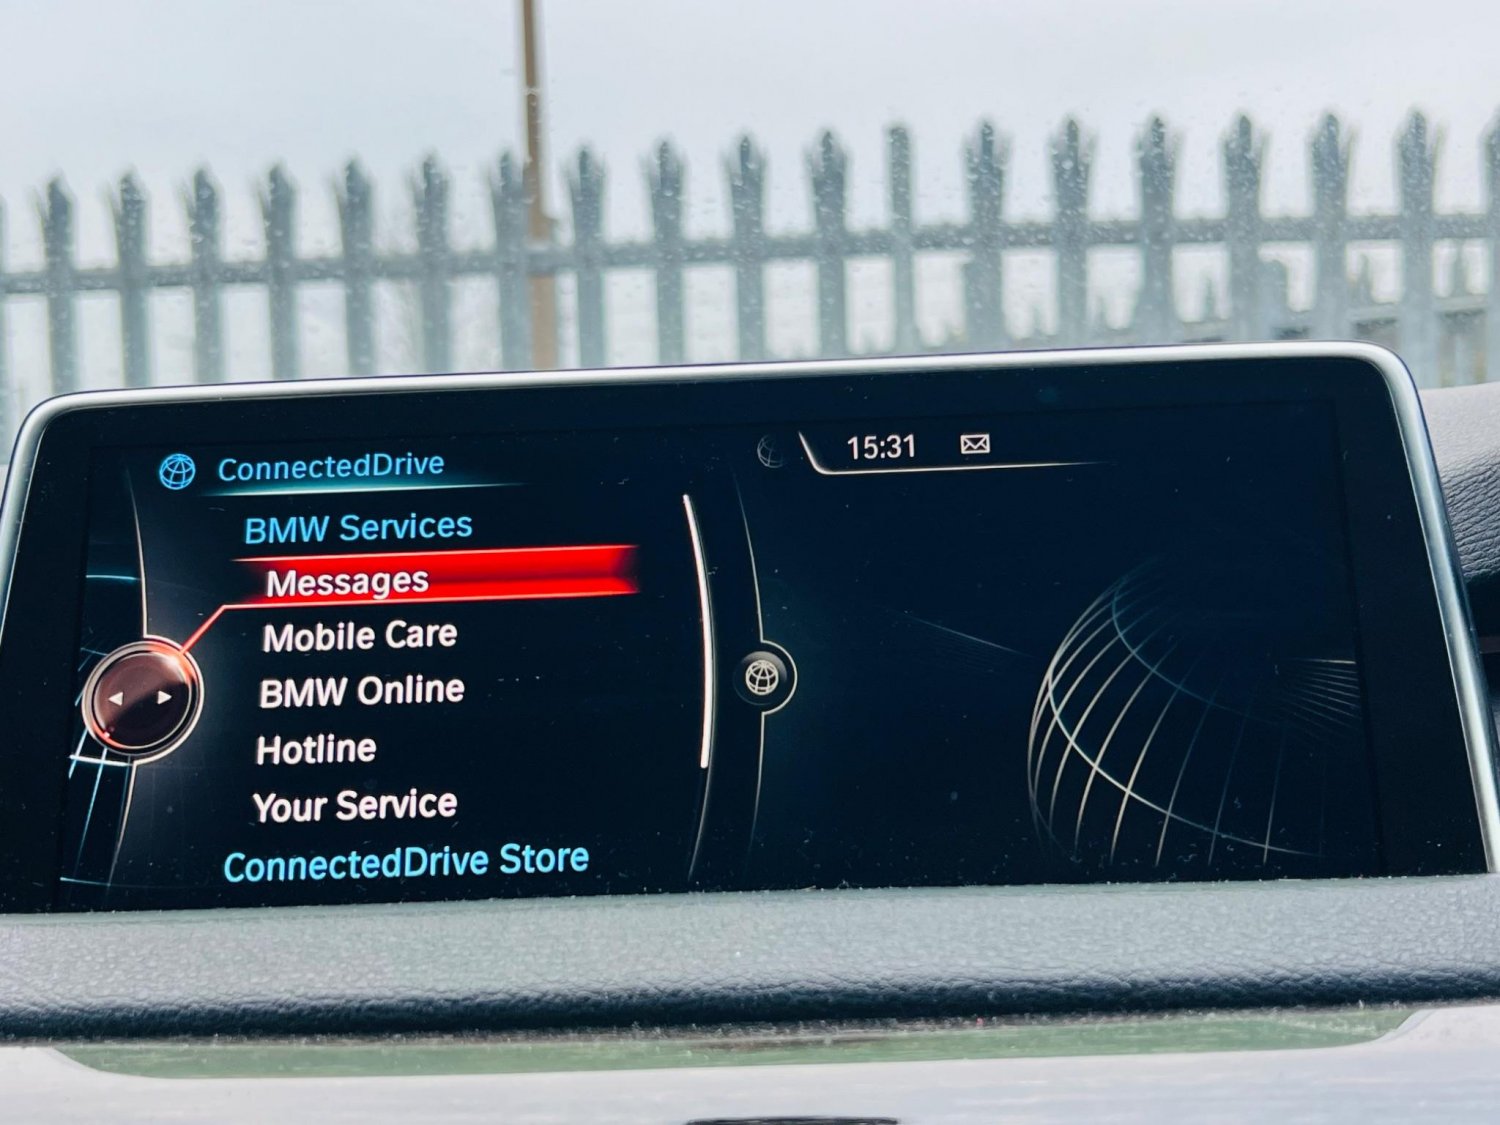 ConnectedDrive
15:31
BMW Services
Messages
Mobile Care
BMW Online
Hotline
Your Service
ConnectedDrive Store